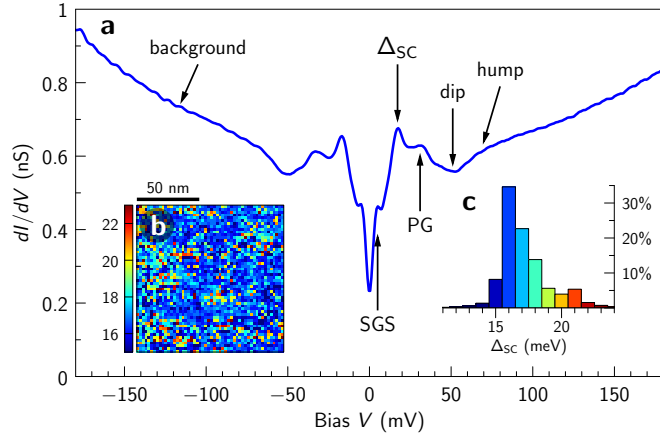 a
background
Δ_SC
hump
dip
PG
SGS
1
0.8
0.6
0.4
0.2
0
dI/dV (nS)
−150
−100
−50
0
50
100
150
Bias V (mV)
50 nm
b
22
20
18
16
c
30%
20%
10%
15
20
Δ_SC (meV)